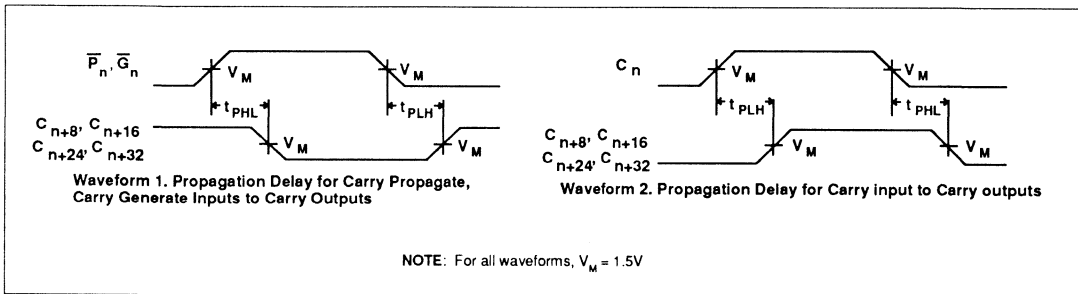 P̅n, G̅n
VM
VM
tPHL
tPLH
Cn+8, Cn+16
Cn+24, Cn+32
VM
VM
Waveform 1. Propagation Delay for Carry Propagate,
Carry Generate Inputs to Carry Outputs
Cn
VM
VM
tPLH
tPHL
Cn+8, Cn+16
Cn+24, Cn+32
VM
VM
Waveform 2. Propagation Delay for Carry input to Carry outputs
NOTE: For all waveforms, VM = 1.5V